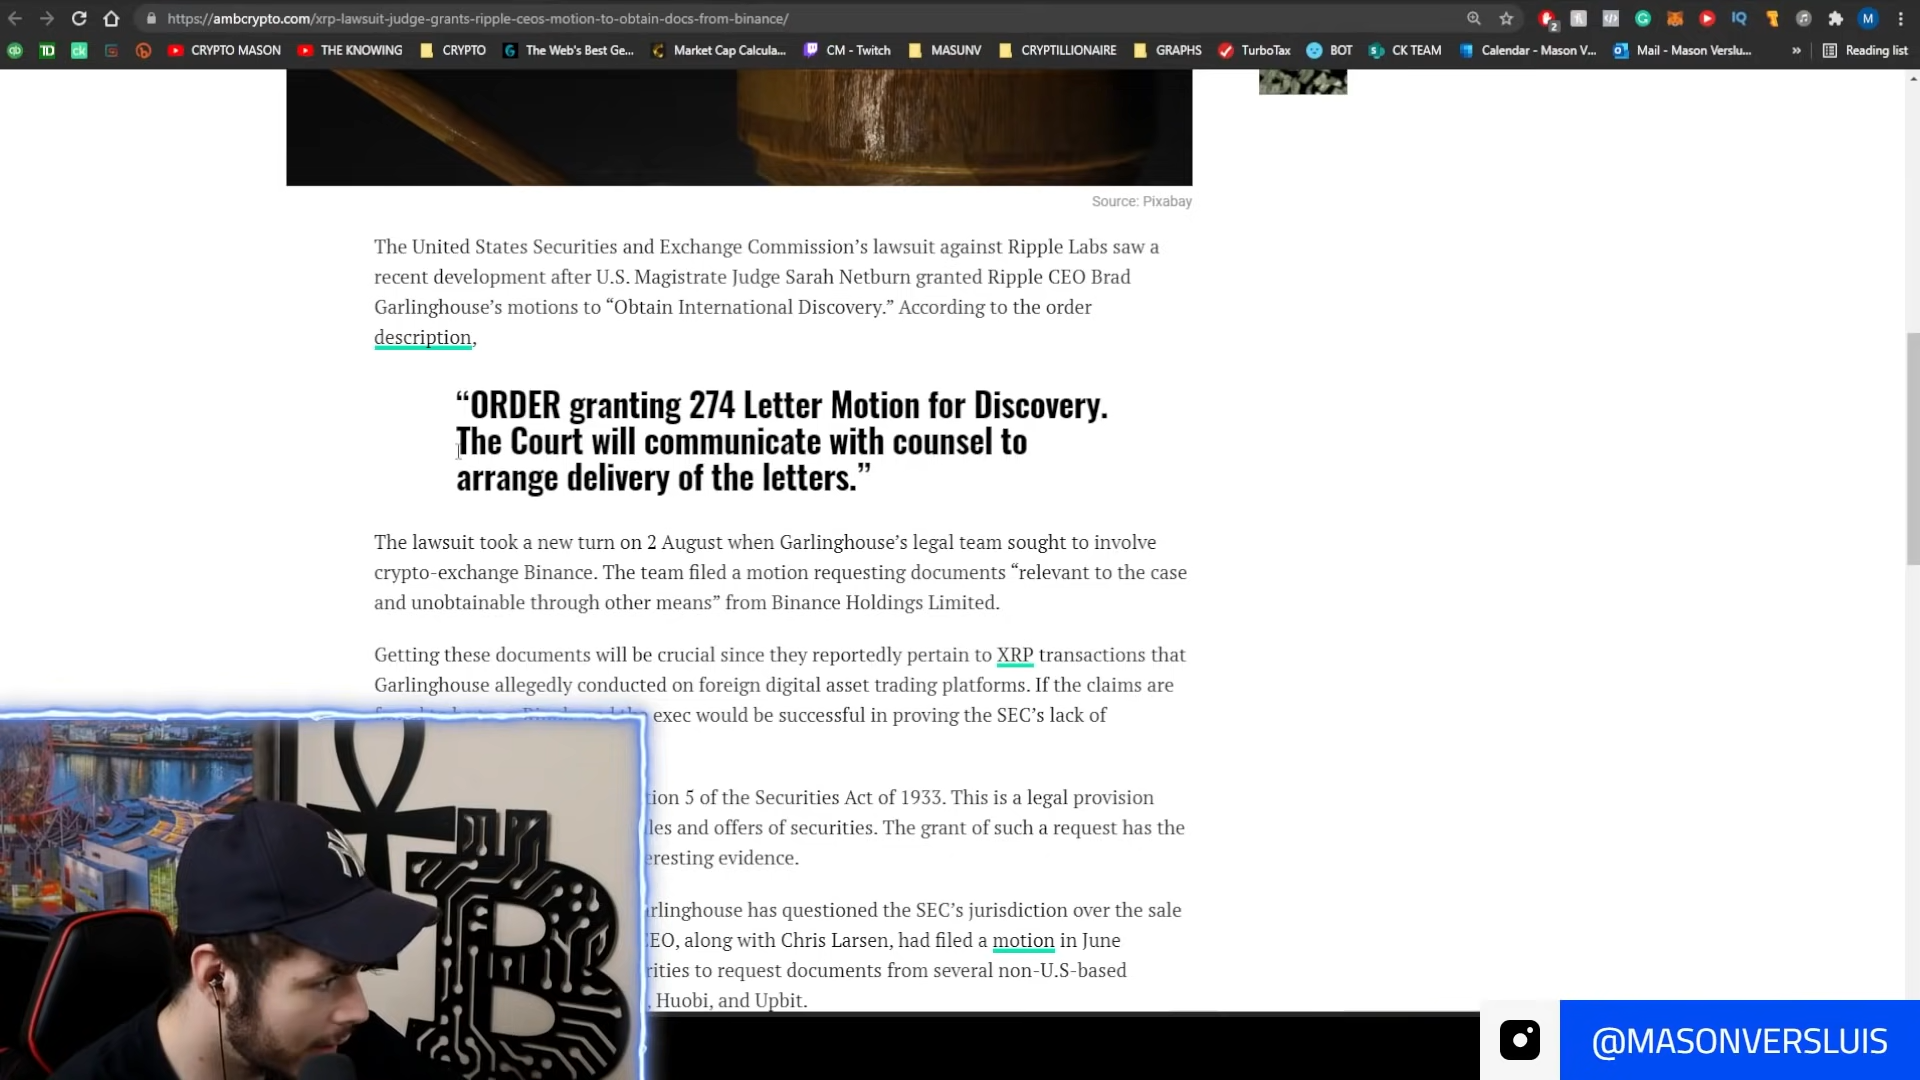 https://ambcrypto.com/xrp-lawsuit-judge-grants-ripple-ceos-motion-to-obtain-docs-from-binance/
CRYPTO MASON THE KNOWING CRYPTO The Web's Best Ge... Market Cap Calcula... CM - Twitch MASUNV CRYPTILLIONAIRE GRAPHS TurboTax BOT CK TEAM Calendar - Mason V... Mail - Mason Verslu... » Reading list
Source: Pixabay
The United States Securities and Exchange Commission’s lawsuit against Ripple Labs saw a
recent development after U.S. Magistrate Judge Sarah Netburn granted Ripple CEO Brad
Garlinghouse’s motions to “Obtain International Discovery.” According to the order
description,
“ORDER granting 274 Letter Motion for Discovery.
The Court will communicate with counsel to
arrange delivery of the letters.”
The lawsuit took a new turn on 2 August when Garlinghouse’s legal team sought to involve
crypto-exchange Binance. The team filed a motion requesting documents “relevant to the case
and unobtainable through other means” from Binance Holdings Limited.
Getting these documents will be crucial since they reportedly pertain to XRP transactions that
Garlinghouse allegedly conducted on foreign digital asset trading platforms. If the claims are
exec would be successful in proving the SEC’s lack of
tion 5 of the Securities Act of 1933. This is a legal provision
les and offers of securities. The grant of such a request has the
eresting evidence.
arlinghouse has questioned the SEC’s jurisdiction over the sale
CEO, along with Chris Larsen, had filed a motion in June
rities to request documents from several non-U.S-based
, Huobi, and Upbit.
@MASONVERSLUIS